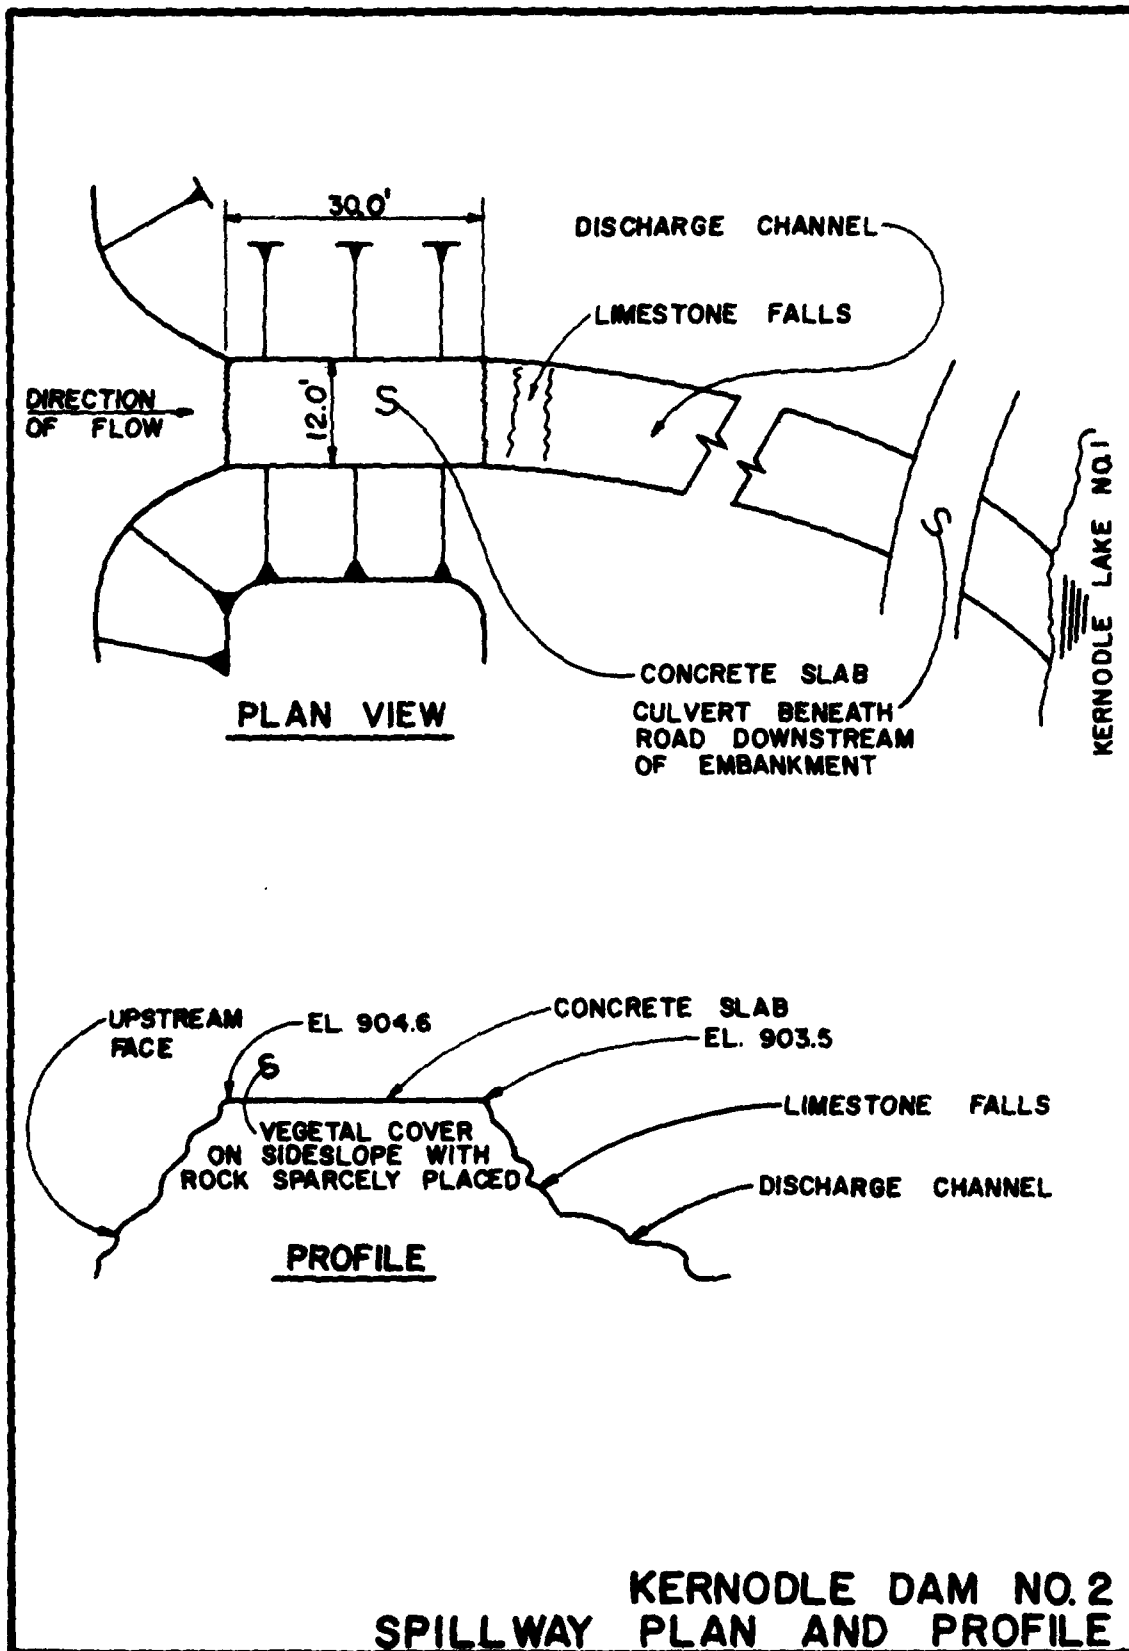 30.0'
DISCHARGE CHANNEL
LIMESTONE FALLS
DIRECTION
OF FLOW
12.0'
S
S
KERNODLE LAKE NO.1
CONCRETE SLAB
PLAN VIEW
CULVERT BENEATH
ROAD DOWNSTREAM
OF EMBANKMENT
UPSTREAM
FACE
EL 904.6
CONCRETE SLAB
EL. 903.5
S
LIMESTONE FALLS
VEGETAL COVER
ON SIDESLOPE WITH
ROCK SPARCELY PLACED
DISCHARGE CHANNEL
PROFILE
KERNODLE DAM NO. 2
SPILLWAY PLAN AND PROFILE